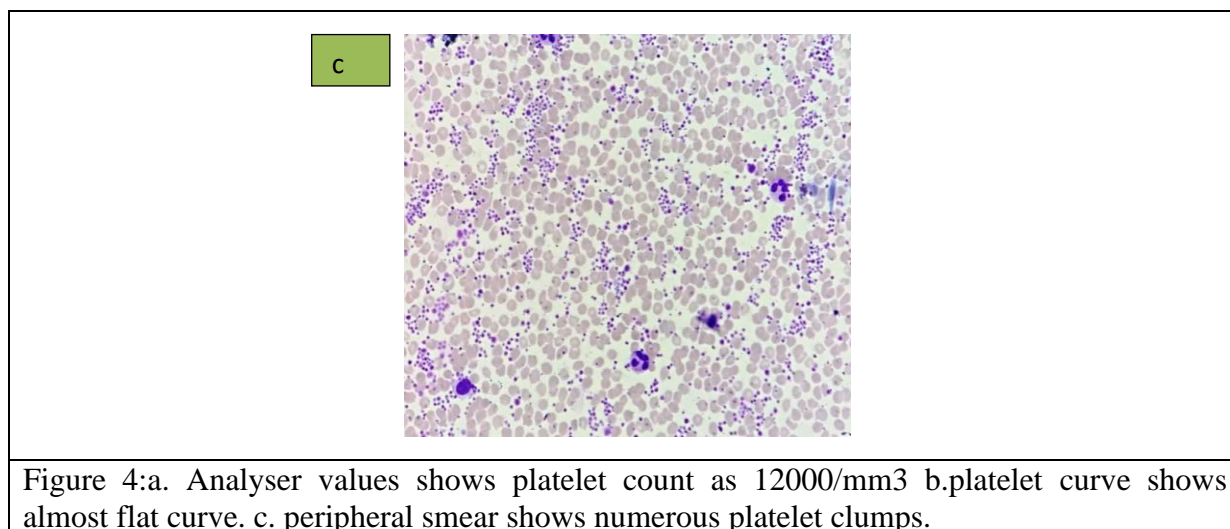 c
Figure 4:a. Analyser values shows platelet count as 12000/mm3 b.platelet curve shows
almost flat curve. c. peripheral smear shows numerous platelet clumps.